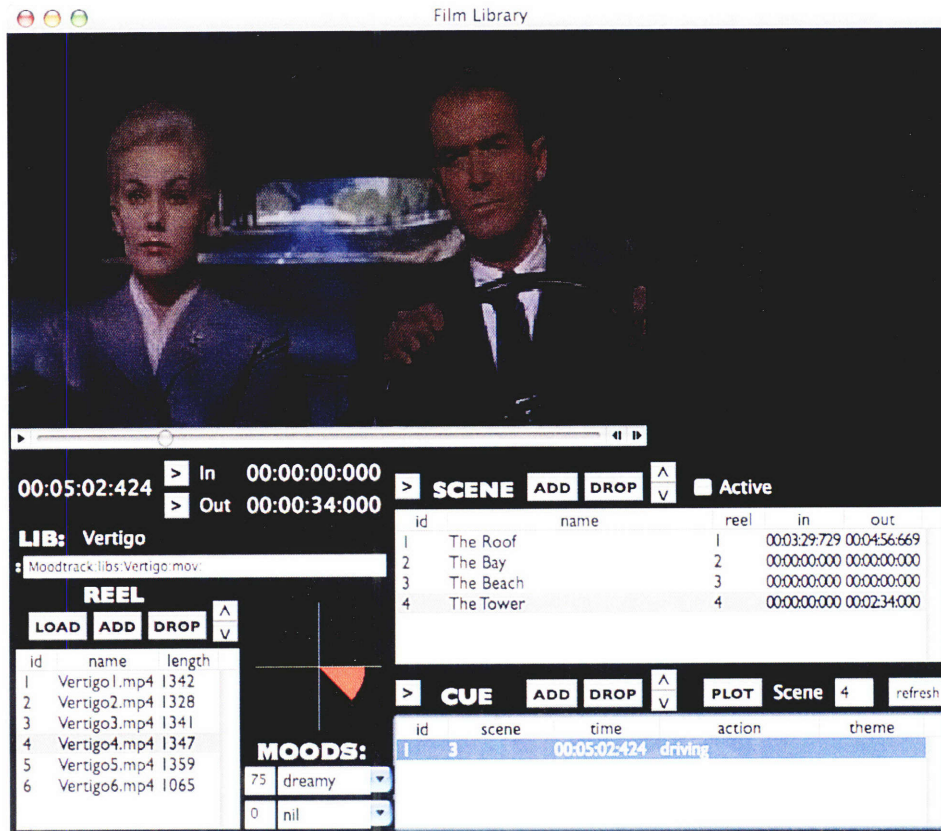 Film Library
00:05:02:424
> In 00:00:00:000
> Out 00:00:34:000
LIB: Vertigo
: Moodtrack:libs:Vertigo:mov:
REEL
LOAD ADD DROP ^ v
id name length
1 Vertigo1.mp4 1342
2 Vertigo2.mp4 1328
3 Vertigo3.mp4 1341
4 Vertigo4.mp4 1347
5 Vertigo5.mp4 1359
6 Vertigo6.mp4 1065
MOODS:
75 dreamy
0 nil
> SCENE ADD DROP ^ v Active
id name reel in out
1 The Roof 1 00:03:29:729 00:04:56:669
2 The Bay 2 00:00:00:000 00:00:00:000
3 The Beach 3 00:00:00:000 00:00:00:000
4 The Tower 4 00:00:00:000 00:02:34:000
> CUE ADD DROP ^ v PLOT Scene 4 refresh
id scene time action theme
1 3 00:05:02:424 driving